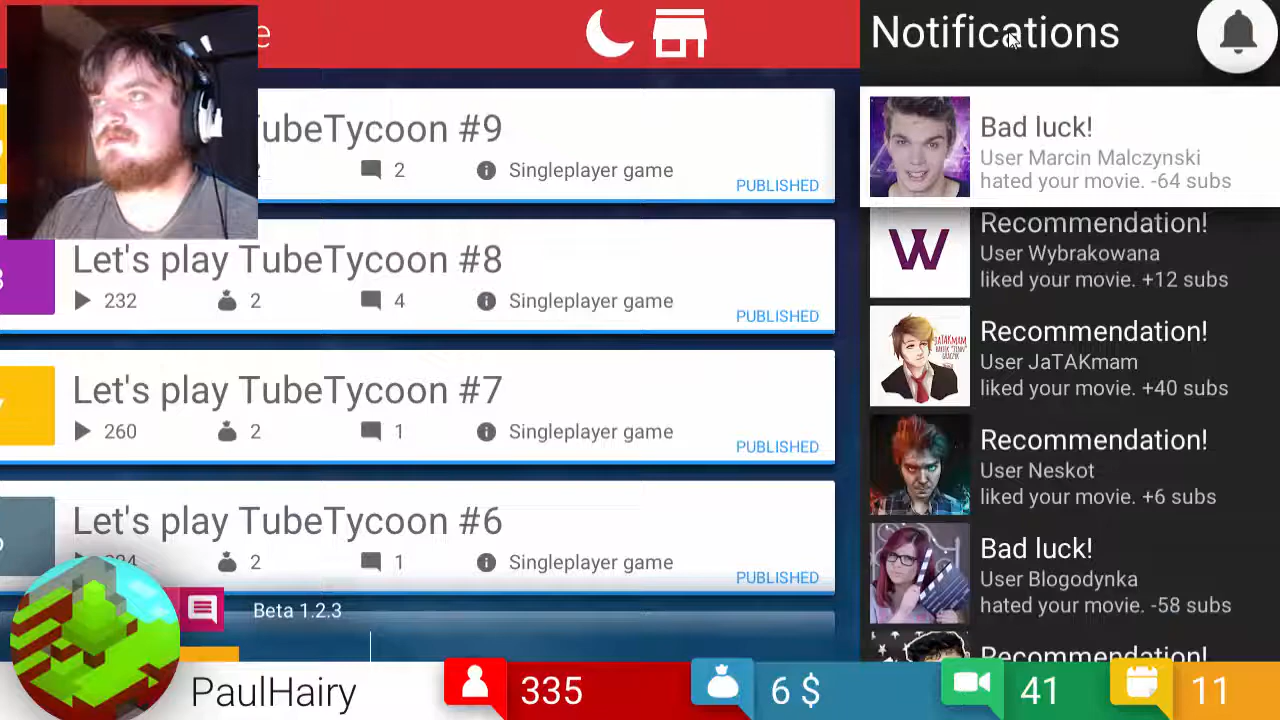 e
Notifications
TubeTycoon #9
2
2
Singleplayer game
PUBLISHED
Let's play TubeTycoon #8
232
2
4
Singleplayer game
PUBLISHED
Let's play TubeTycoon #7
260
2
1
Singleplayer game
PUBLISHED
Let's play TubeTycoon #6
2
1
Singleplayer game
PUBLISHED
Beta 1.2.3
Bad luck!
User Marcin Malczynski
hated your movie. -64 subs
W
Recommendation!
User Wybrakowana
liked your movie. +12 subs
Recommendation!
User JaTAKmam
liked your movie. +40 subs
Recommendation!
User Neskot
liked your movie. +6 subs
Bad luck!
User Blogodynka
hated your movie. -58 subs
Recommendation!
PaulHairy
335
6 $
41
11